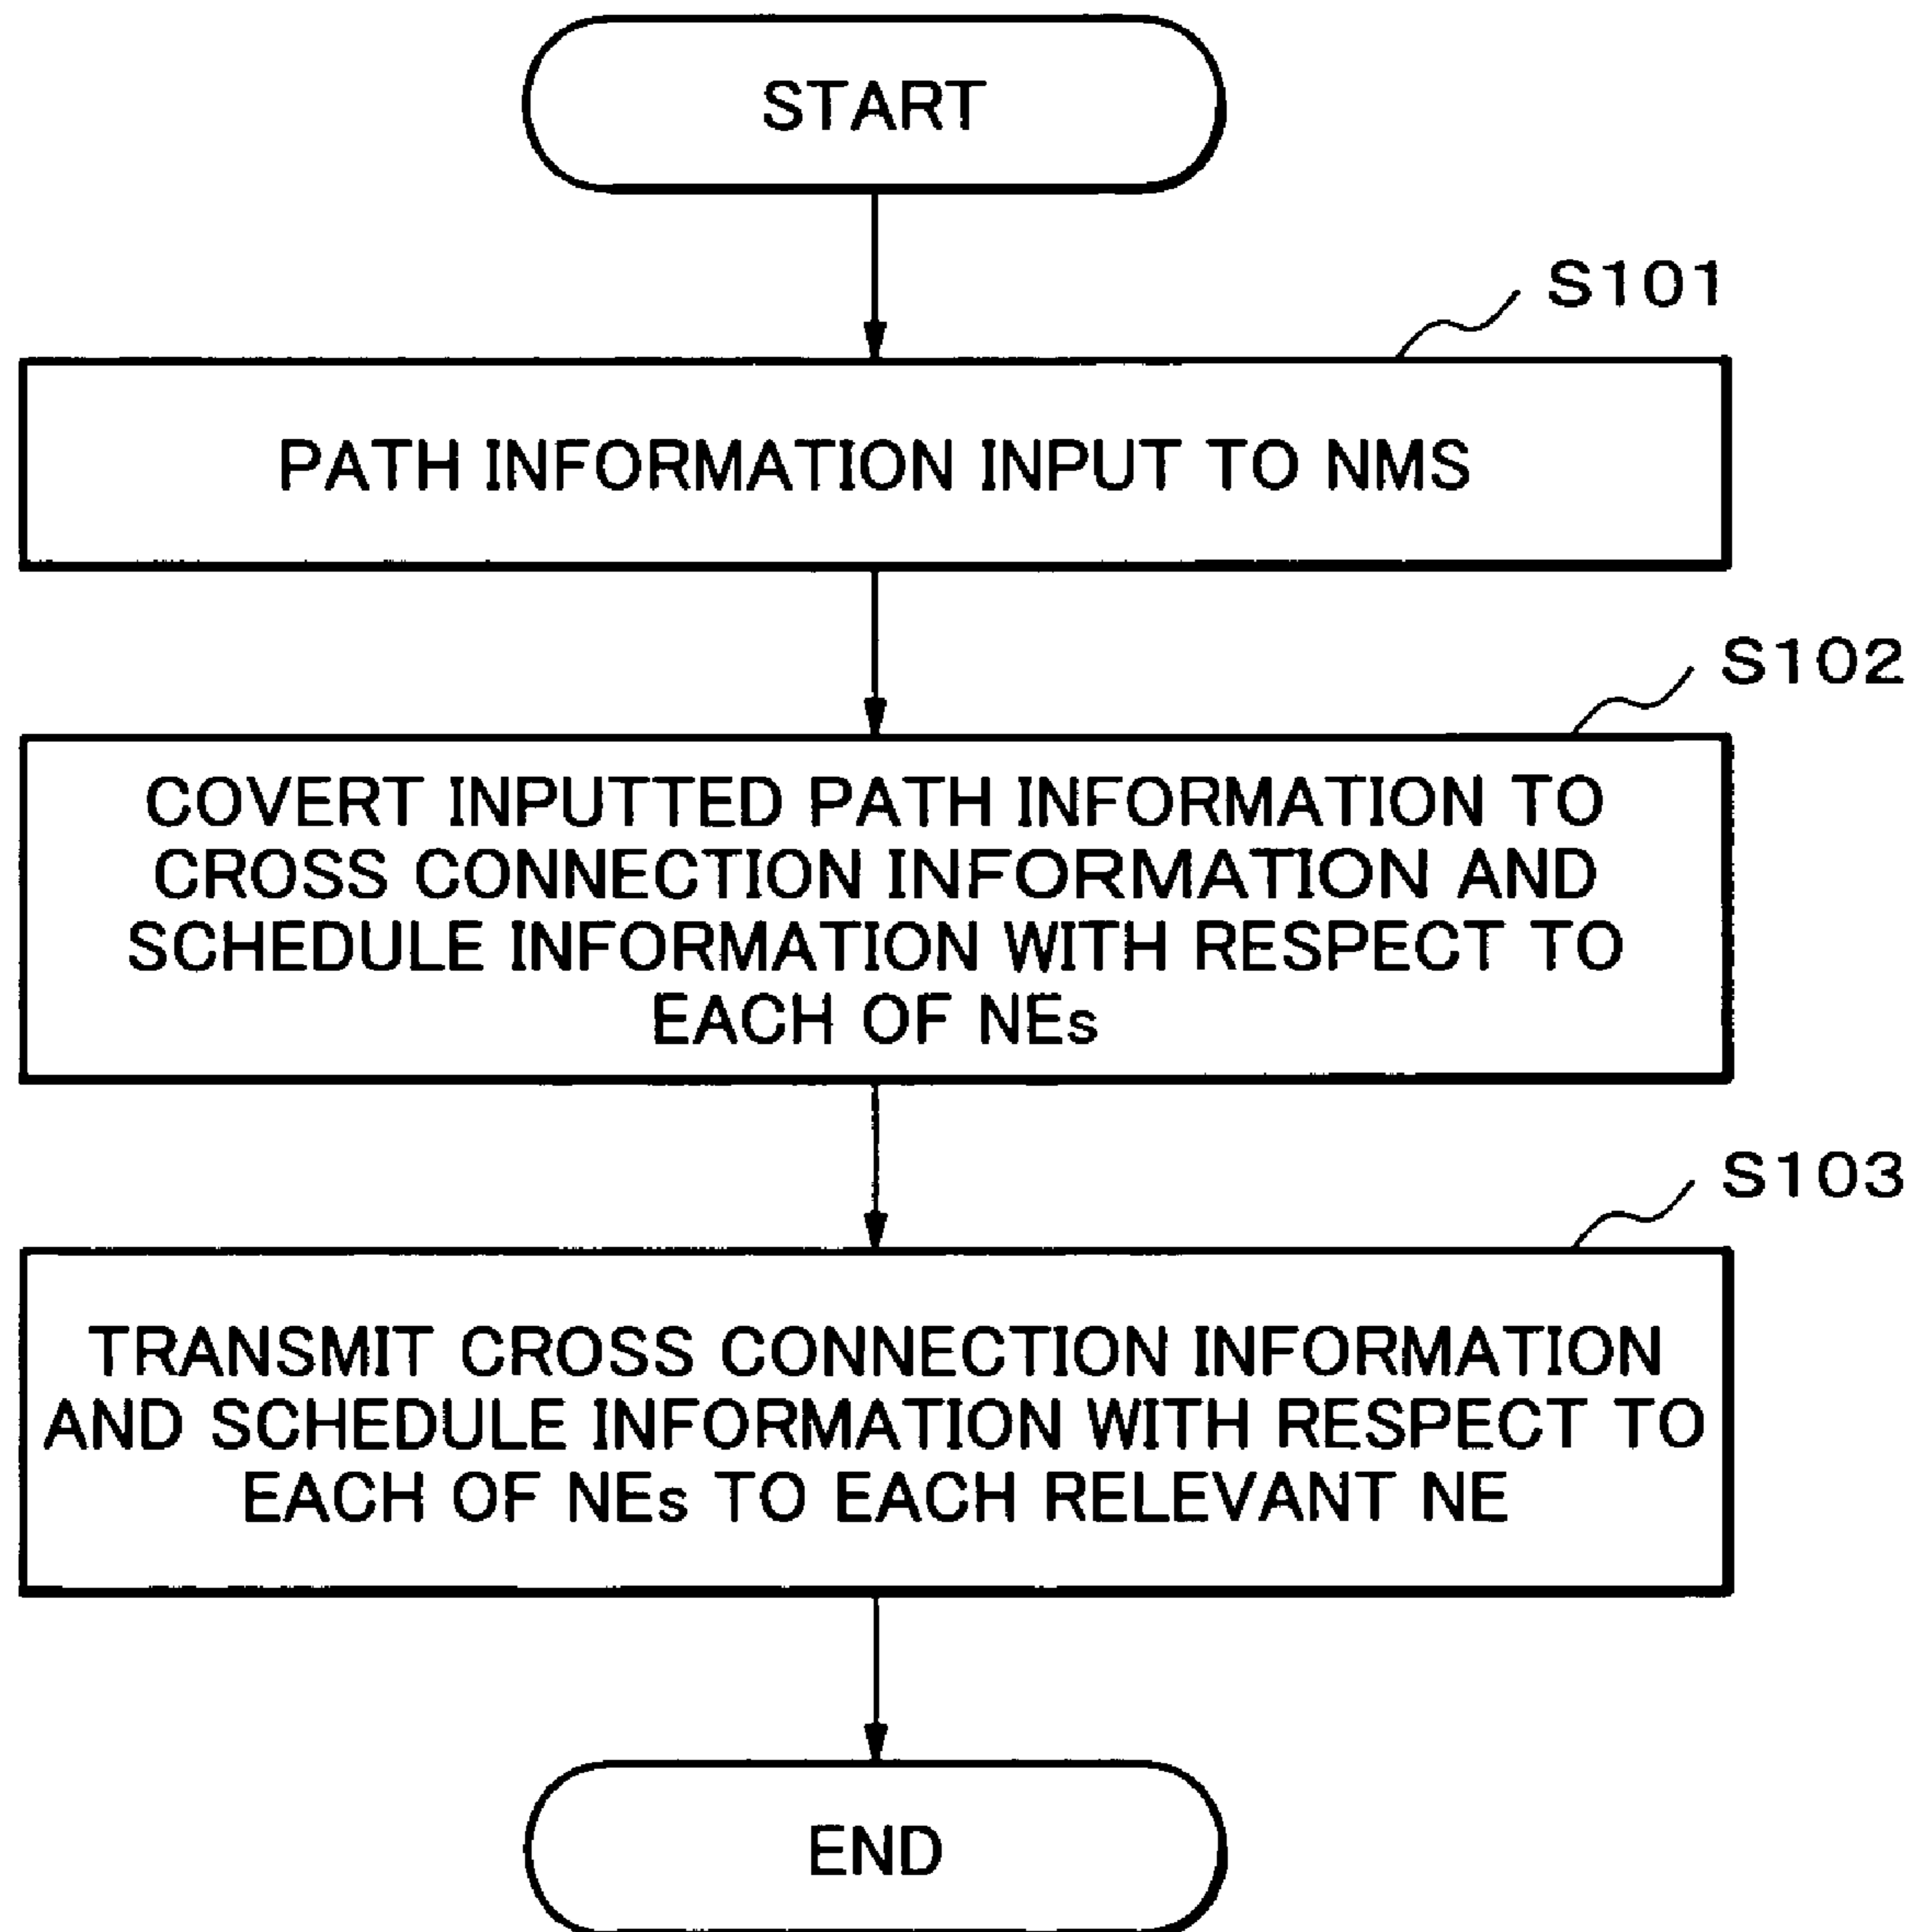 START
S101
PATH INFORMATION INPUT TO NMS
S102
COVERT INPUTTED PATH INFORMATION TO
CROSS CONNECTION INFORMATION AND
SCHEDULE INFORMATION WITH RESPECT TO
EACH OF NEs
S103
TRANSMIT CROSS CONNECTION INFORMATION
AND SCHEDULE INFORMATION WITH RESPECT TO
EACH OF NEs TO EACH RELEVANT NE
END